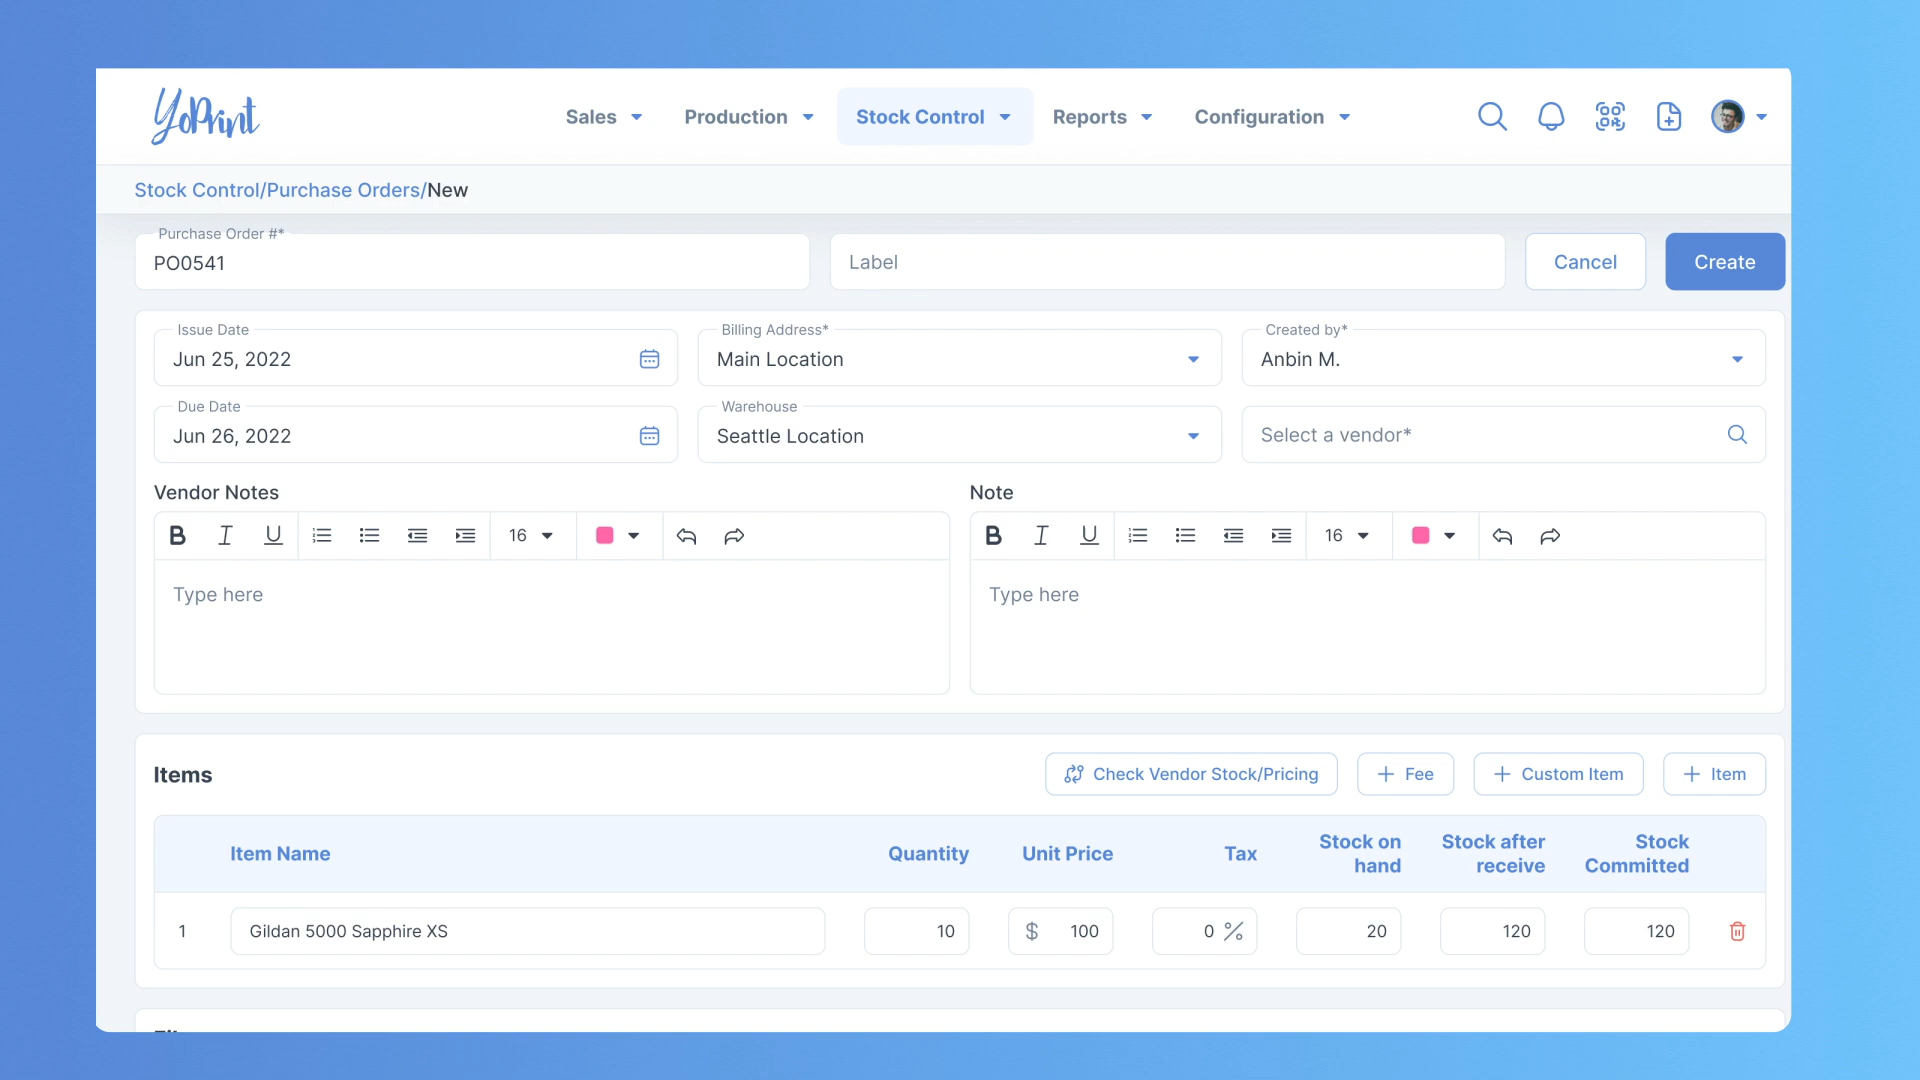 YoPrint
Sales Production Stock Control Reports Configuration
Stock Control/Purchase Orders/New
Purchase Order #*
PO0541
Label
Cancel
Create
Issue Date
Jun 25, 2022
Billing Address*
Main Location
Created by*
Anbin M.
Due Date
Jun 26, 2022
Warehouse
Seattle Location
Select a vendor*
Vendor Notes
B I U 16
Type here
Note
B I U 16
Type here
Items
Check Vendor Stock/Pricing
+ Fee
+ Custom Item
+ Item
Item Name Quantity Unit Price Tax Stock on hand Stock after receive Stock Committed
1 Gildan 5000 Sapphire XS 10 $ 100 0 % 20 120 120